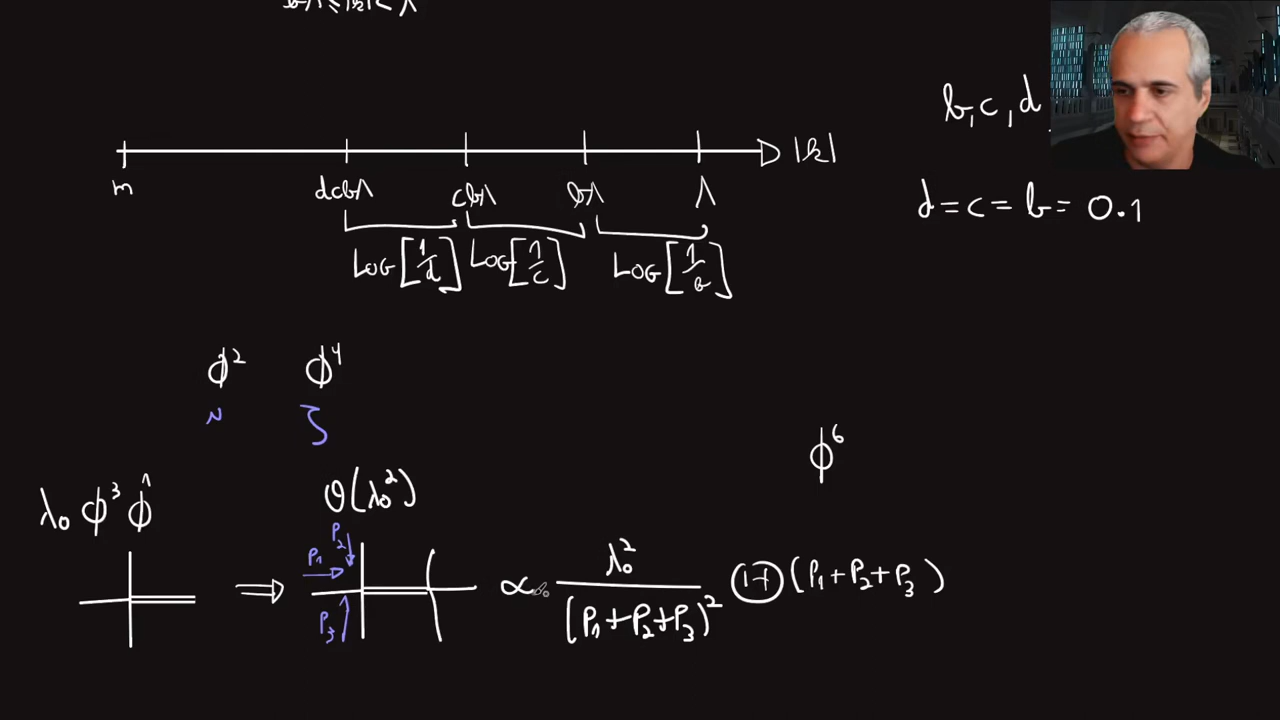 bΛ≤|k|<Λ
b, c, d
m dcbΛ cbΛ bΛ Λ |k|
d = c = b = 0.1
LOG[1/d] LOG[1/c] LOG[1/b]
ϕ² ϕ⁴
μ ζ
ϕ⁶
λ₀ ϕ³ ϕ̂ ⇒ O(λ₀²)
P₁ P₂ P₃
∝ λ₀² / (P₁+P₂+P₃)² Ⓗ (P₁+P₂+P₃)